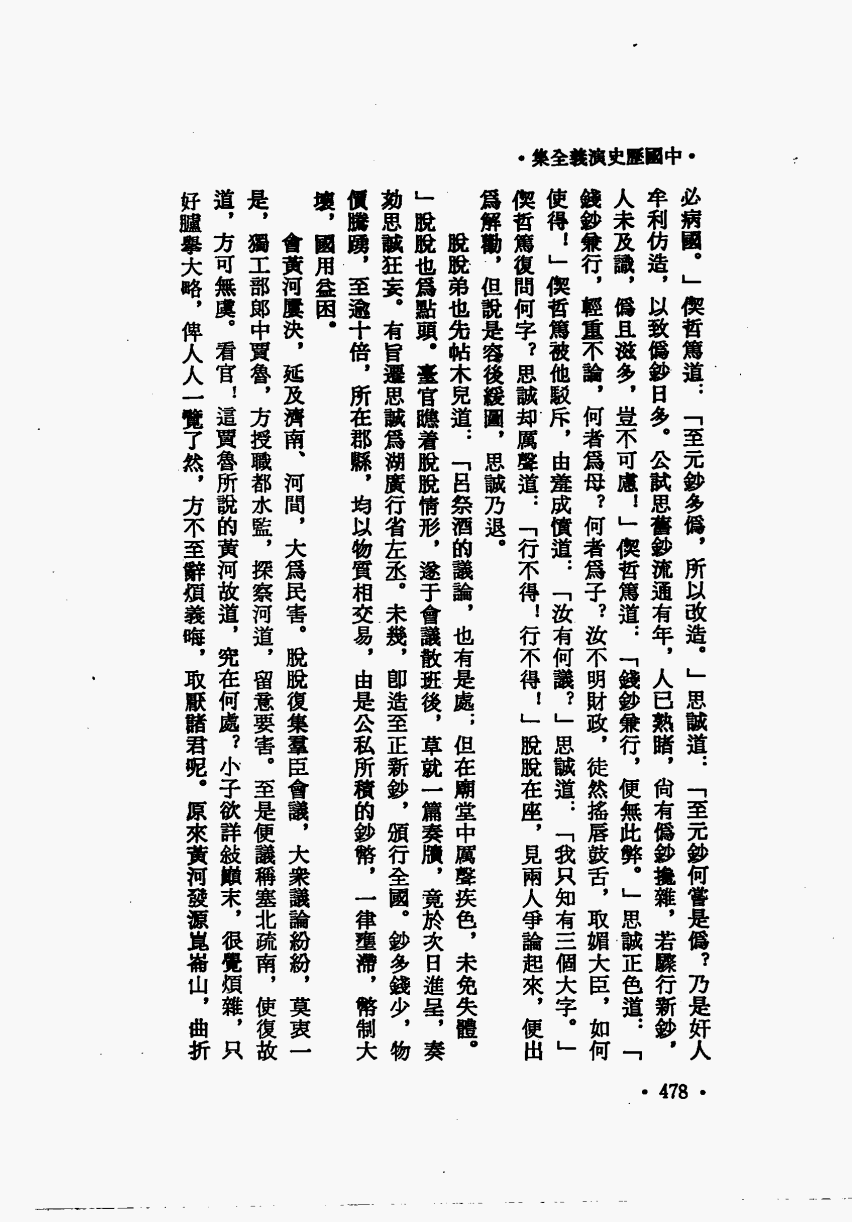 ·中國歷史演義全集·
必病國。」偰哲篤道：「至元鈔多僞，所以改造。」思誠道：「至元鈔何嘗是僞？乃是奸人
牟利仿造，以致僞鈔日多。公試思舊鈔流通有年，人已熟睹，尚有僞鈔攙雜，若驟行新鈔，
人未及識，僞且滋多，豈不可慮！」偰哲篤道：「錢鈔兼行，便無此弊。」思誠正色道：「
錢鈔兼行，輕重不論，何者爲母？何者爲子？汝不明財政，徒然搖唇鼓舌，取媚大臣，如何
使得！」偰哲篤被他駁斥，由羞成憤道：「汝有何議？」思誠道：「我只知有三個大字。」
偰哲篤復問何字？思誠却厲聲道：「行不得！行不得！」脫脫在座，見兩人爭論起來，便出
爲解勸，但說是容後緩圖，思誠乃退。
脫脫弟也先帖木兒道：「呂祭酒的議論，也有是處；但在廟堂中厲聲疾色，未免失體。
」脫脫也爲點頭。臺官瞧着脫脫情形，遂于會議散班後，草就一篇奏牘，竟於次日進呈，奏
劾思誠狂妄。有旨遷思誠爲湖廣行省左丞。未幾，卽造至正新鈔，頒行全國。鈔多錢少，物
價騰踴，至逾十倍，所在郡縣，均以物質相交易，由是公私所積的鈔幣，一律壅滯，幣制大
壞，國用益困。
會黃河屢決，延及濟南、河間，大爲民害。脫脫復集羣臣會議，大衆議論紛紛，莫衷一
是，獨工部郎中賈魯，方授職都水監，探察河道，留意要害。至是便議稱塞北疏南，使復故
道，方可無虞。看官！這賈魯所說的黃河故道，究在何處？小子欲詳敍巔末，很覺煩雜，只
好臚舉大略，俾人人一覽了然，方不至辭煩義晦，取厭諸君呢。原來黃河發源崑崙山，曲折
·478·